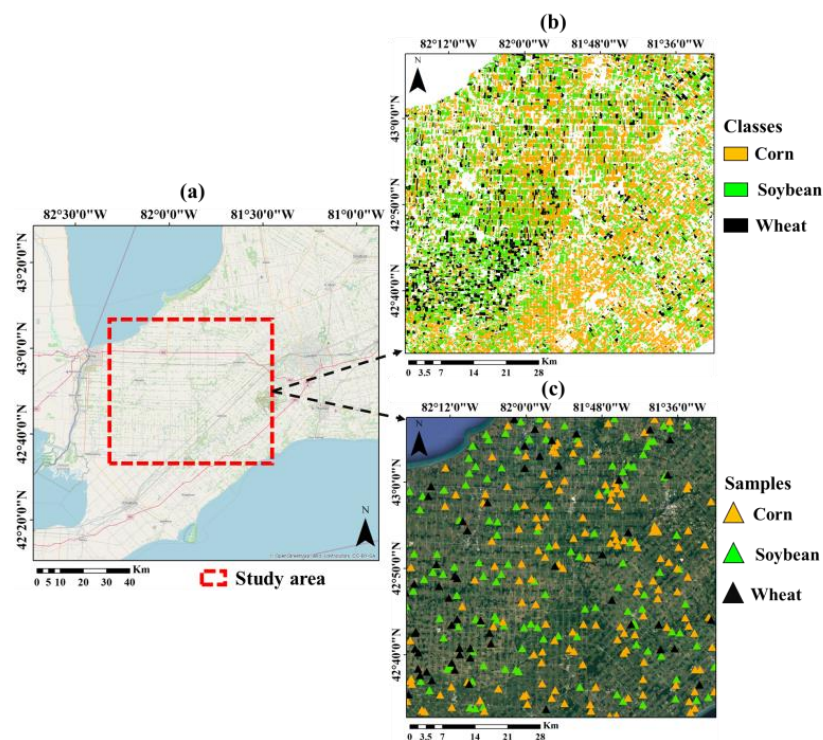 (b)
82°12'0"W 82°0'0"W 81°48'0"W 81°36'0"W
N
43°0'0"N
42°50'0"N
42°40'0"N
Km
0 3.5 7 14 21 28
Classes
Corn
Soybean
Wheat
(a)
82°30'0"W 82°0'0"W 81°30'0"W 81°0'0"W
43°20'0"N
43°0'0"N
42°40'0"N
42°20'0"N
N
Km
0 5 10 20 30 40
Study area
(c)
82°12'0"W 82°0'0"W 81°48'0"W 81°36'0"W
N
43°0'0"N
42°50'0"N
42°40'0"N
Km
0 3.5 7 14 21 28
Samples
Corn
Soybean
Wheat